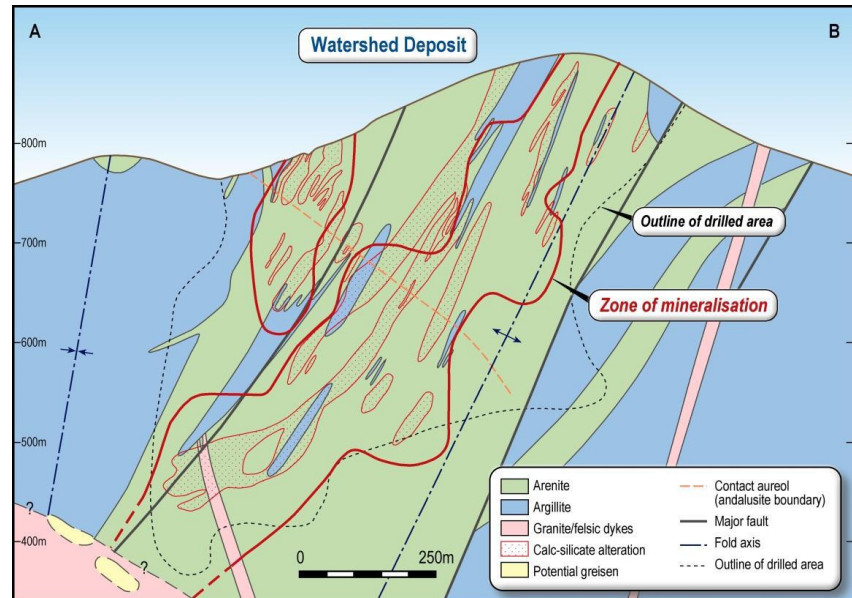 A
Watershed Deposit
B
800m
700m
600m
500m
400m
Outline of drilled area
Zone of mineralisation
?
?
0
250m
Arenite
Argillite
Granite/felsic dykes
Calc-silicate alteration
Potential greisen
Contact aureol
(andalusite boundary)
Major fault
Fold axis
Outline of drilled area